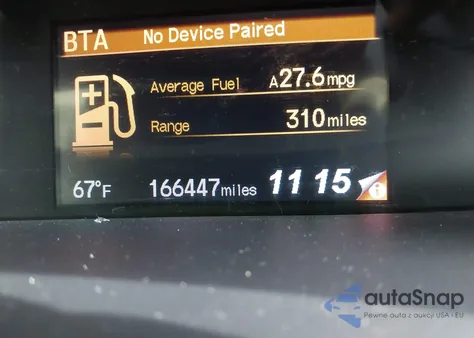 BTA No Device Paired
Average Fuel A27.6mpg
Range 310miles
67°F 166447miles 11 15
autoSnap
Pewne auta z aukcji USA i EU